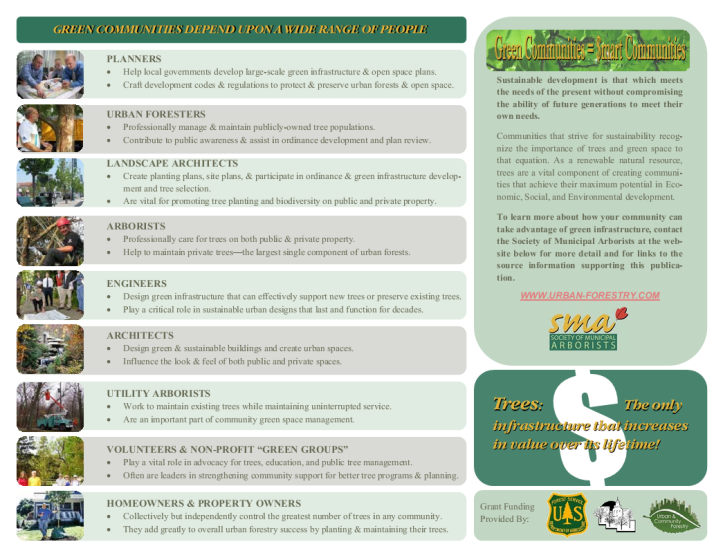 GREEN COMMUNITIES DEPEND UPON A WIDE RANGE OF PEOPLE
PLANNERS
• Help local governments develop large-scale green infrastructure & open space plans.
• Craft development codes & regulations to protect & preserve urban forests & open space.
URBAN FORESTERS
• Professionally manage & maintain publicly-owned tree populations.
• Contribute to public awareness & assist in ordinance development and plan review.
LANDSCAPE ARCHITECTS
• Create planting plans, site plans, & participate in ordinance & green infrastructure develop-
ment and tree selection.
• Are vital for promoting tree planting and biodiversity on public and private property.
ARBORISTS
• Professionally care for trees on both public & private property.
• Help to maintain private trees—the largest single component of urban forests.
ENGINEERS
• Design green infrastructure that can effectively support new trees or preserve existing trees.
• Play a critical role in sustainable urban designs that last and function for decades.
ARCHITECTS
• Design green & sustainable buildings and create urban spaces.
• Influence the look & feel of both public and private spaces.
UTILITY ARBORISTS
• Work to maintain existing trees while maintaining uninterrupted service.
• Are an important part of community green space management.
VOLUNTEERS & NON-PROFIT “GREEN GROUPS”
• Play a vital role in advocacy for trees, education, and public tree management.
• Often are leaders in strengthening community support for better tree programs & planning.
HOMEOWNERS & PROPERTY OWNERS
• Collectively but independently control the greatest number of trees in any community.
• They add greatly to overall urban forestry success by planting & maintaining their trees.
Green Communities = Smart Communities
Sustainable development is that which meets
the needs of the present without compromising
the ability of future generations to meet their
own needs.
Communities that strive for sustainability recog-
nize the importance of trees and green space to
that equation. As a renewable natural resource,
trees are a vital component of creating communi-
ties that achieve their maximum potential in Eco-
nomic, Social, and Environmental development.
To learn more about how your community can
take advantage of green infrastructure, contact
the Society of Municipal Arborists at the web-
site below for more detail and for links to the
source information supporting this publica-
tion.
WWW.URBAN-FORESTRY.COM
sma
SOCIETY OF MUNICIPAL
ARBORISTS
$
Trees: The only
infrastructure that increases
in value over its lifetime!
Grant Funding
Provided By:
FOREST SERVICE
U S
DEPARTMENT OF AGRICULTURE
Urban &
Community
Forestry